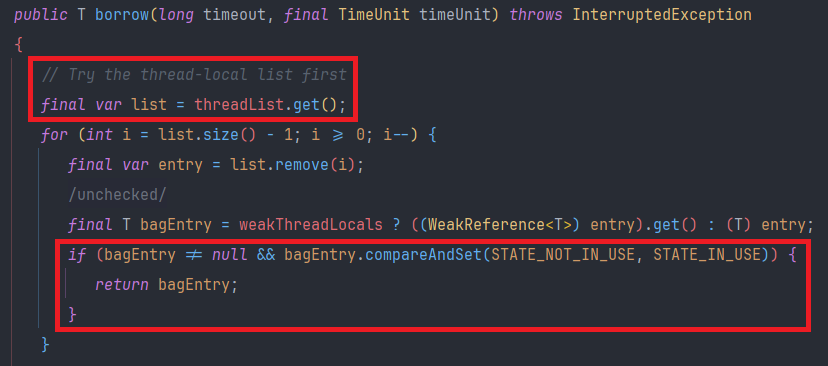 public T borrow(long timeout, final TimeUnit timeUnit) throws InterruptedException
{
// Try the thread-local list first
final var list = threadList.get();
for (int i = list.size() - 1; i >= 0; i--) {
final var entry = list.remove(i);
/unchecked/
final T bagEntry = weakThreadLocals ? ((WeakReference<T>) entry).get() : (T) entry;
if (bagEntry != null && bagEntry.compareAndSet(STATE_NOT_IN_USE, STATE_IN_USE)) {
return bagEntry;
}
}